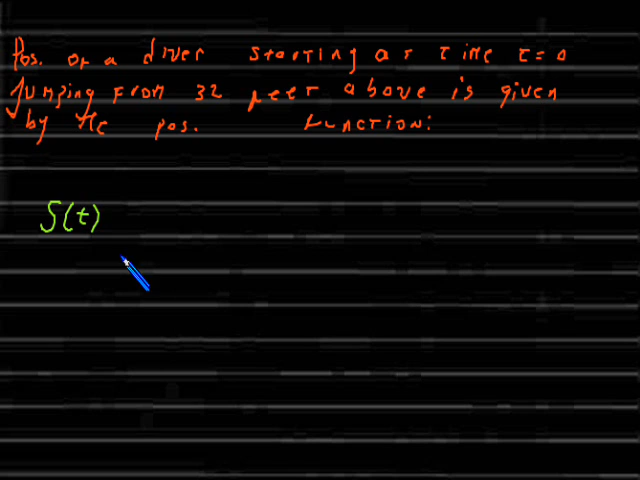 Pos. of a diver starting at time t=0
Jumping from 32 feet above is given
by the pos. function:
S(t)